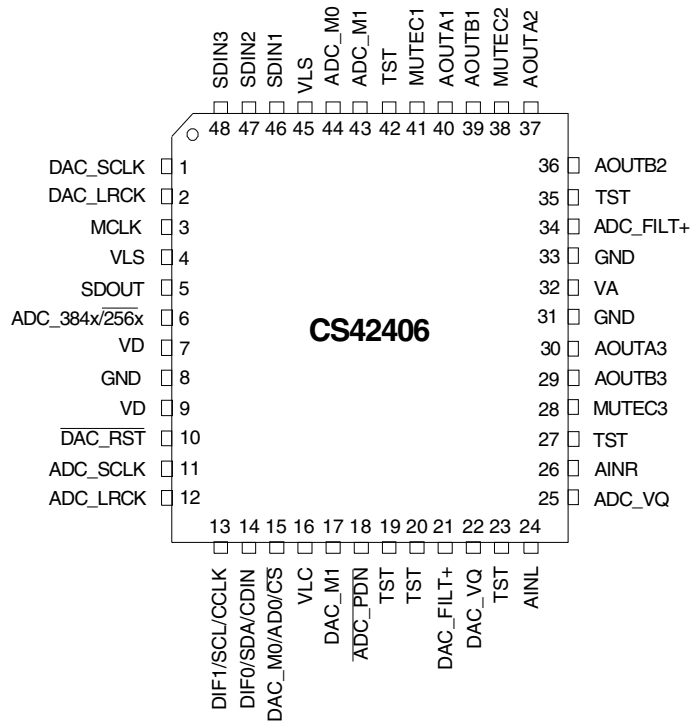 SDIN3
SDIN2
SDIN1
VLS
ADC_M0
ADC_M1
TST
MUTEC1
AOUTA1
AOUTB1
MUTEC2
AOUTA2
48 47 46 45 44 43 42 41 40 39 38 37
DAC_SCLK 1
DAC_LRCK 2
MCLK 3
VLS 4
SDOUT 5
ADC_384x/256x 6
VD 7
GND 8
VD 9
DAC_RST 10
ADC_SCLK 11
ADC_LRCK 12
CS42406
36 AOUTB2
35 TST
34 ADC_FILT+
33 GND
32 VA
31 GND
30 AOUTA3
29 AOUTB3
28 MUTEC3
27 TST
26 AINR
25 ADC_VQ
13 14 15 16 17 18 19 20 21 22 23 24
DIF1/SCL/CCLK
DIF0/SDA/CDIN
DAC_M0/AD0/CS
VLC
DAC_M1
ADC_PDN
TST
TST
DAC_FILT+
DAC_VQ
TST
AINL